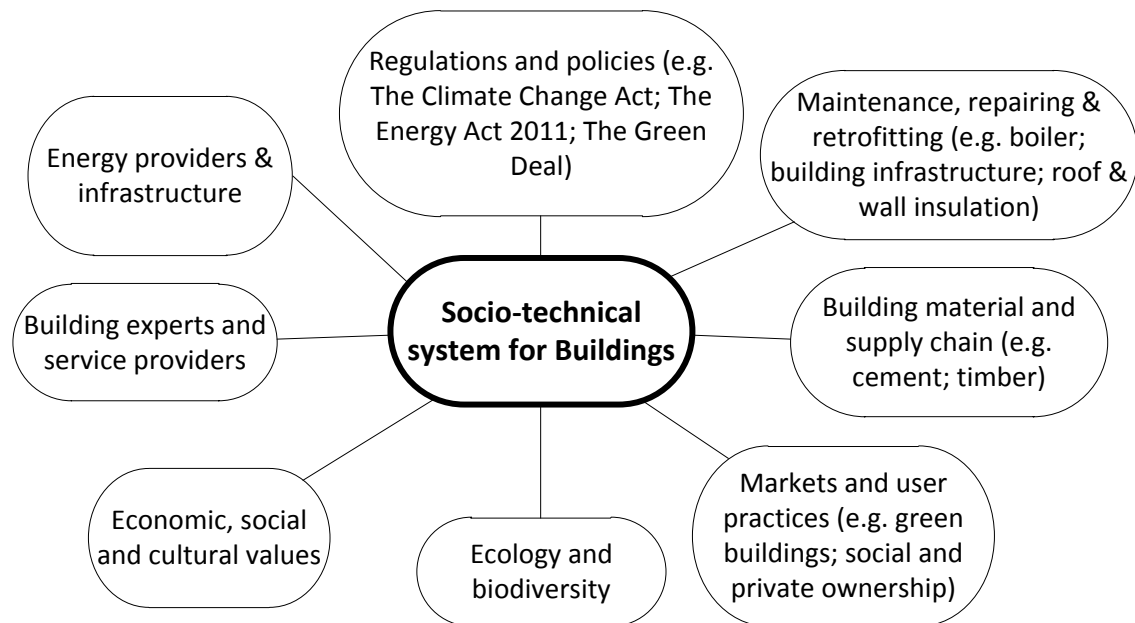 Regulations and policies (e.g.
The Climate Change Act; The
Energy Act 2011; The Green
Deal)
Maintenance, repairing &
retrofitting (e.g. boiler;
building infrastructure; roof &
wall insulation)
Energy providers &
infrastructure
Socio-technical
system for Buildings
Building experts and
service providers
Building material and
supply chain (e.g.
cement; timber)
Economic, social
and cultural values
Ecology and
biodiversity
Markets and user
practices (e.g. green
buildings; social and
private ownership)